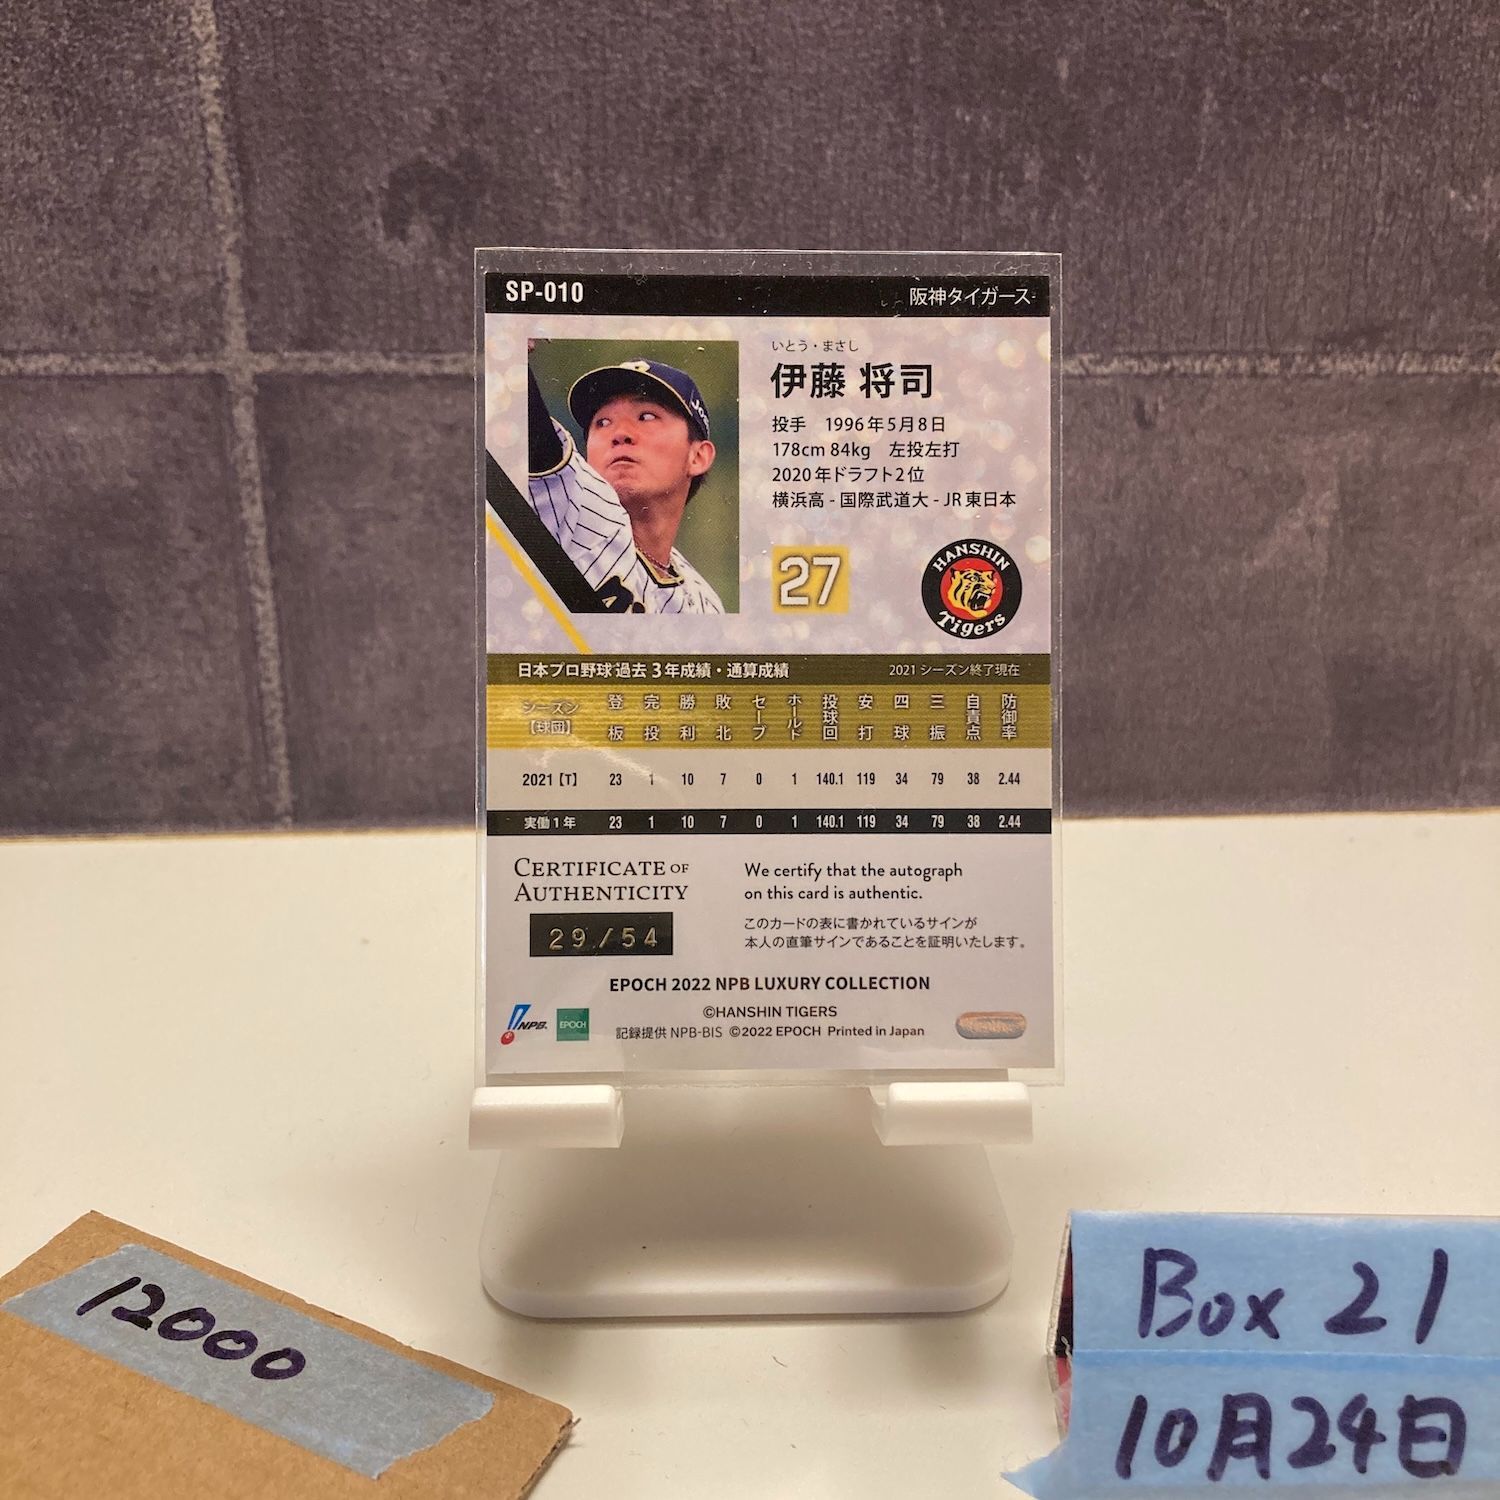 SP-010
阪神タイガース
いとう・まさし
伊藤 将司
投手 1996年5月8日
178cm 84kg 左投左打
2020年ドラフト2位
横浜高 - 国際武道大 - JR東日本
27
HANSHIN
Tigers
日本プロ野球 過去3年成績・通算成績
2021シーズン終了現在
シーズン【球団】 登板 完投 勝利 敗北 セーブ ホールド 投球回 安打 四球 三振 自責点 防御率
2021【T】 23 1 10 7 0 1 140.1 119 34 79 38 2.44
実働1年 23 1 10 7 0 1 140.1 119 34 79 38 2.44
CERTIFICATE OF
AUTHENTICITY
29/54
We certify that the autograph
on this card is authentic.
このカードの表に書かれているサインが
本人の直筆サインであることを証明いたします。
EPOCH 2022 NPB LUXURY COLLECTION
©HANSHIN TIGERS
記録提供 NPB-BIS ©2022 EPOCH Printed in Japan
NPB.
EPOCH
12000
Box 21
10月24日